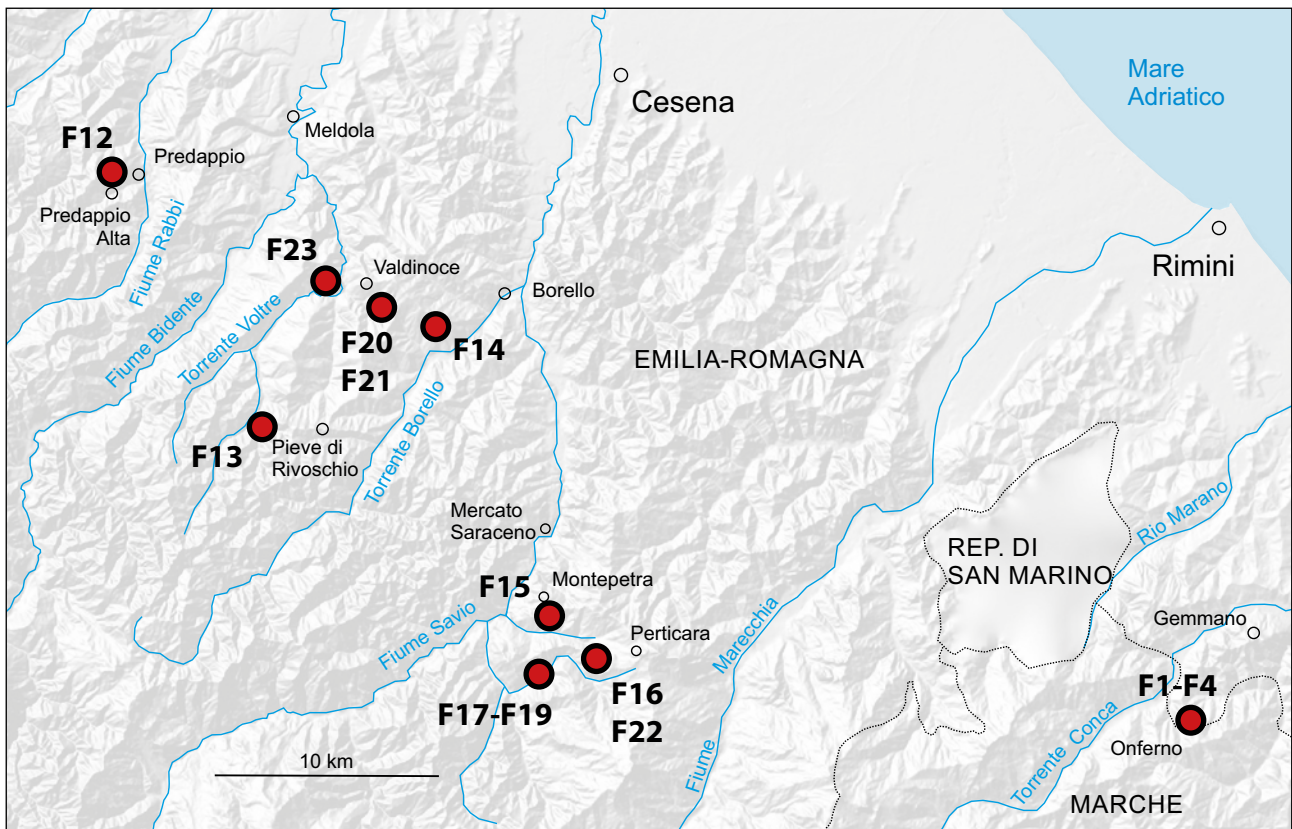 Mare
Adriatico
Cesena
Meldola
F12
Predappio
Predappio
Alta
Fiume Rabbi
Rimini
F23
Valdinoce
Borello
Fiume Bidente
Torrente Voltre
F20
F21
F14
EMILIA-ROMAGNA
F13
Pieve di
Rivoschio
Torrente Borello
Mercato
Saraceno
REP. DI
SAN MARINO
Rio Marano
F15
Montepetra
Fiume Savio
Perticara
Fiume
Marecchia
Gemmano
F16
F22
F17-F19
F1-F4
Onferno
Torrente Conca
10 km
MARCHE